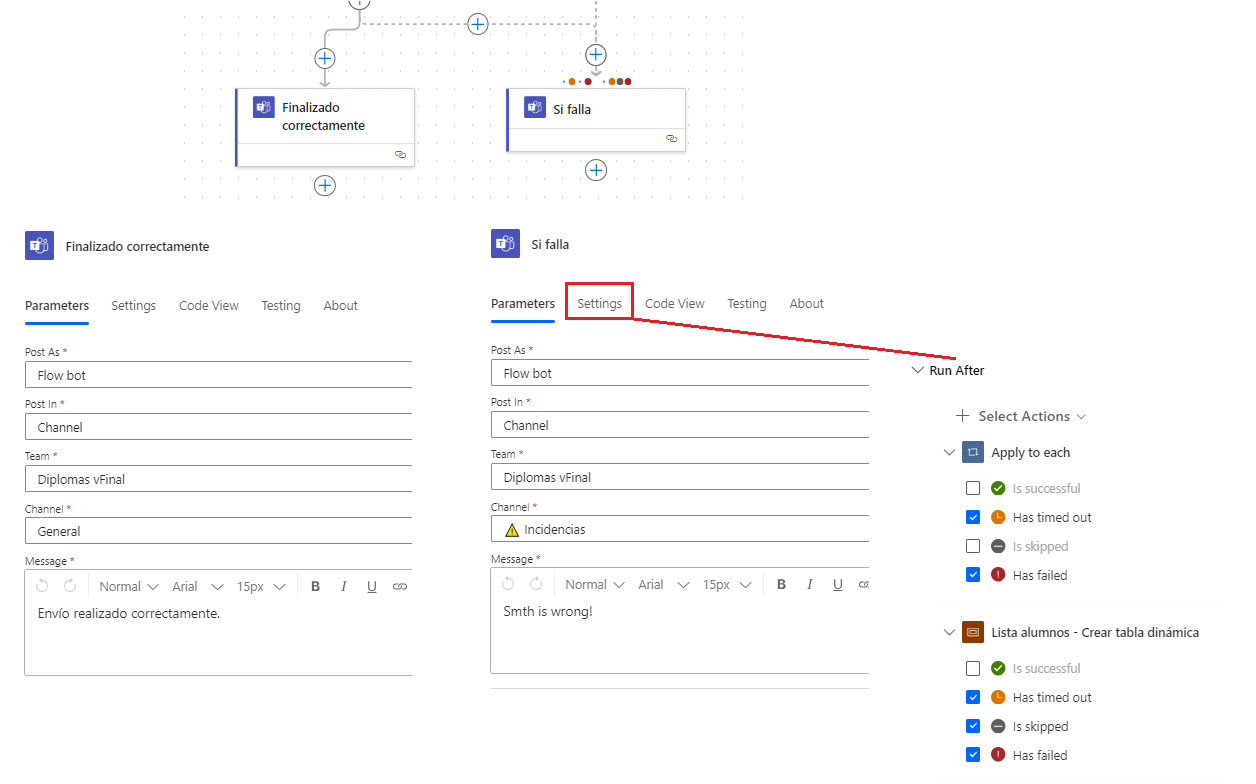 Finalizado
correctamente
Si falla
Finalizado correctamente
Parameters Settings Code View Testing About
Post As *
Flow bot
Post In *
Channel
Team *
Diplomas vFinal
Channel *
General
Message *
Normal Arial 15px B I U
Envío realizado correctamente.
Si falla
Parameters Settings Code View Testing About
Post As *
Flow bot
Post In *
Channel
Team *
Diplomas vFinal
Channel *
Incidencias
Message *
Normal Arial 15px B I U
Smth is wrong!
Run After
Select Actions
Apply to each
Is successful
Has timed out
Is skipped
Has failed
Lista alumnos - Crear tabla dinámica
Is successful
Has timed out
Is skipped
Has failed